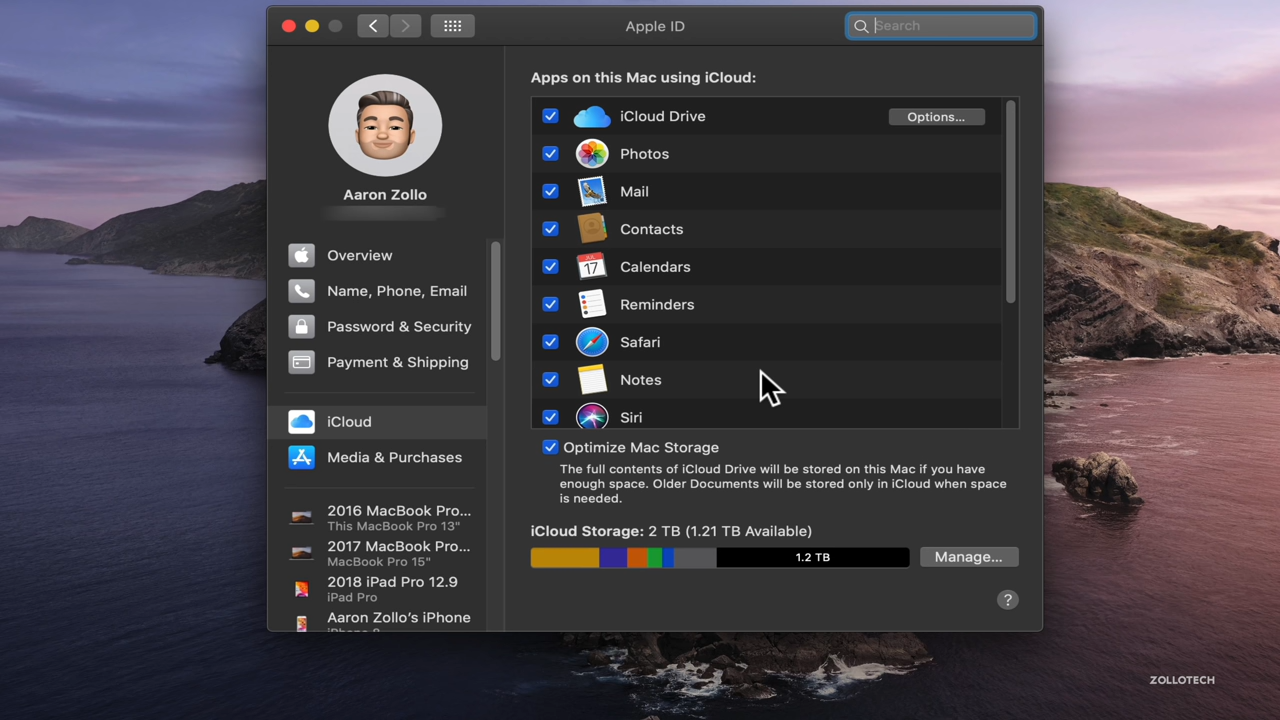 Apple ID
Search
Aaron Zollo
Overview
Name, Phone, Email
Password & Security
Payment & Shipping
iCloud
Media & Purchases
2016 MacBook Pro...
This MacBook Pro 13"
2017 MacBook Pro...
MacBook Pro 15"
2018 iPad Pro 12.9
iPad Pro
Aaron Zollo’s iPhone
Apps on this Mac using iCloud:
iCloud Drive
Options...
Photos
Mail
Contacts
JUL
17
Calendars
Reminders
Safari
Notes
Siri
Optimize Mac Storage
The full contents of iCloud Drive will be stored on this Mac if you have
enough space. Older Documents will be stored only in iCloud when space
is needed.
iCloud Storage: 2 TB (1.21 TB Available)
1.2 TB
Manage...
?
ZOLLOTECH